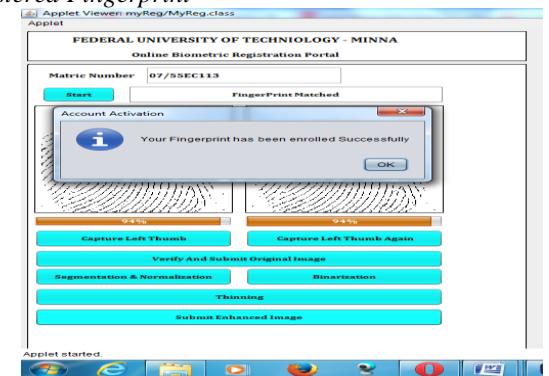 tered Fingerprint
Applet Viewer: myReg/MyReg.class
Applet
FEDERAL UNIVERSITY OF TECHNOLOGY - MINNA
Online Biometric Registration Portal
Matric Number 07/55EC113
Start FingerPrint Matched
Account Activation
Your Fingerprint has been enrolled Successfully
OK
94% 94%
Capture Left Thumb Capture Left Thumb Again
Verify And Submit Original Image
Segmentation & Normalization Binarization
Thinning
Submit Enhanced Image
Applet started.